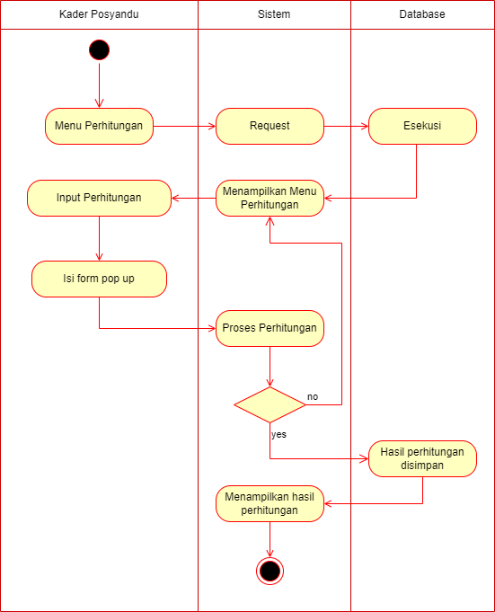 Kader Posyandu
Sistem
Database
Menu Perhitungan
Request
Esekusi
Input Perhitungan
Menampilkan Menu
Perhitungan
Isi form pop up
Proses Perhitungan
no
yes
Hasil perhitungan
disimpan
Menampilkan hasil
perhitungan